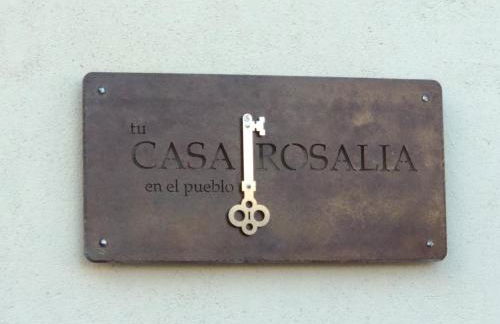 tu
CASA ROSALIA
en el pueblo